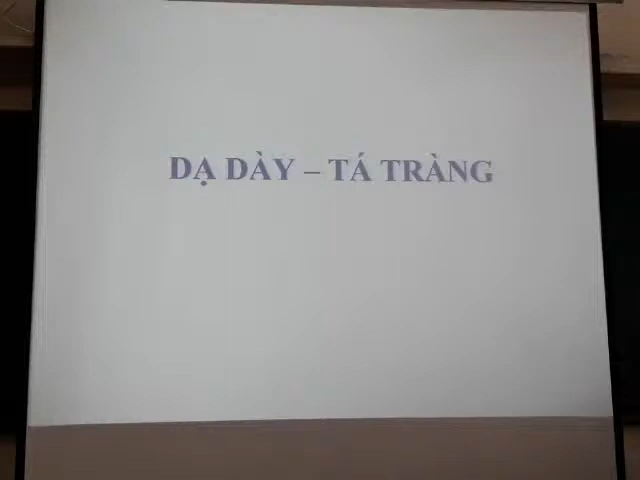 DẠ DÀY – TÁ TRÀNG